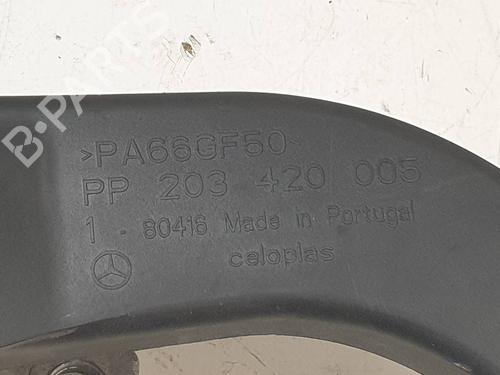 >PA66GF50<
PP 203 420 005
1 - 80416 Made in Portugal
celoplas
B-PARTS